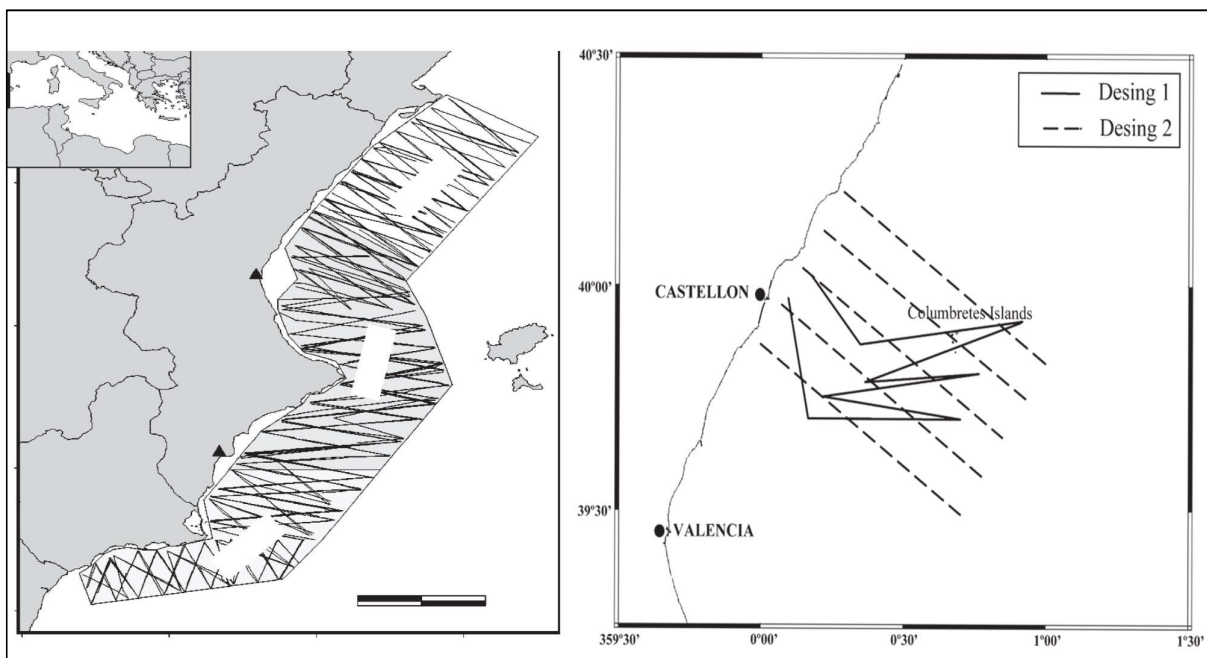 40°30'
Desing 1
Desing 2
40°00'
CASTELLON
Columbretes Islands
39°30'
VALENCIA
359°30'
0°00'
0°30'
1°00'
1°30'